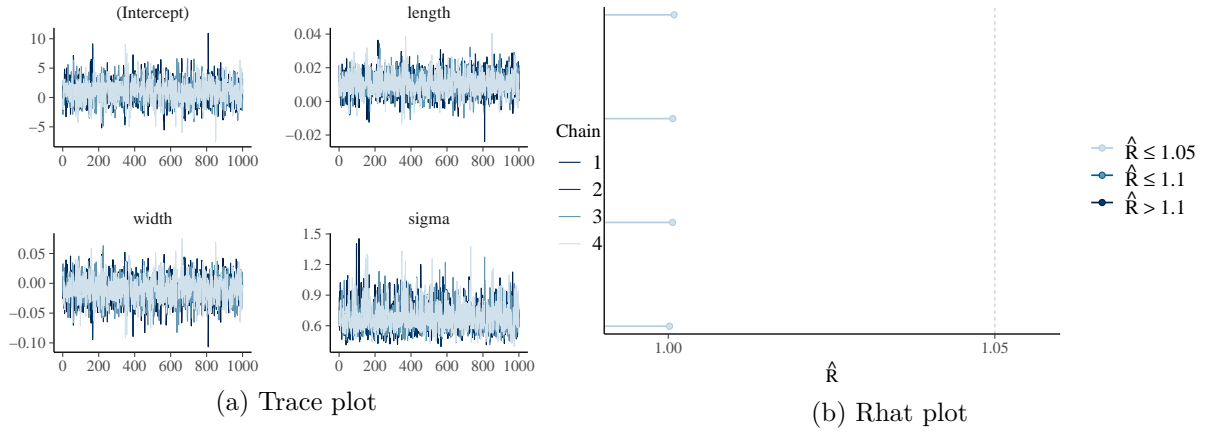 (Intercept)
10
5
0
−5
0 200 400 600 800 1000
length
0.04
0.02
0.00
−0.02
0 200 400 600 800 1000
width
0.05
0.00
−0.05
−0.10
0 200 400 600 800 1000
sigma
1.5
1.2
0.9
0.6
0 200 400 600 800 1000
Chain
1
2
3
4
(a) Trace plot
1.00 1.05
R̂
R̂ ≤ 1.05
R̂ ≤ 1.1
R̂ > 1.1
(b) Rhat plot